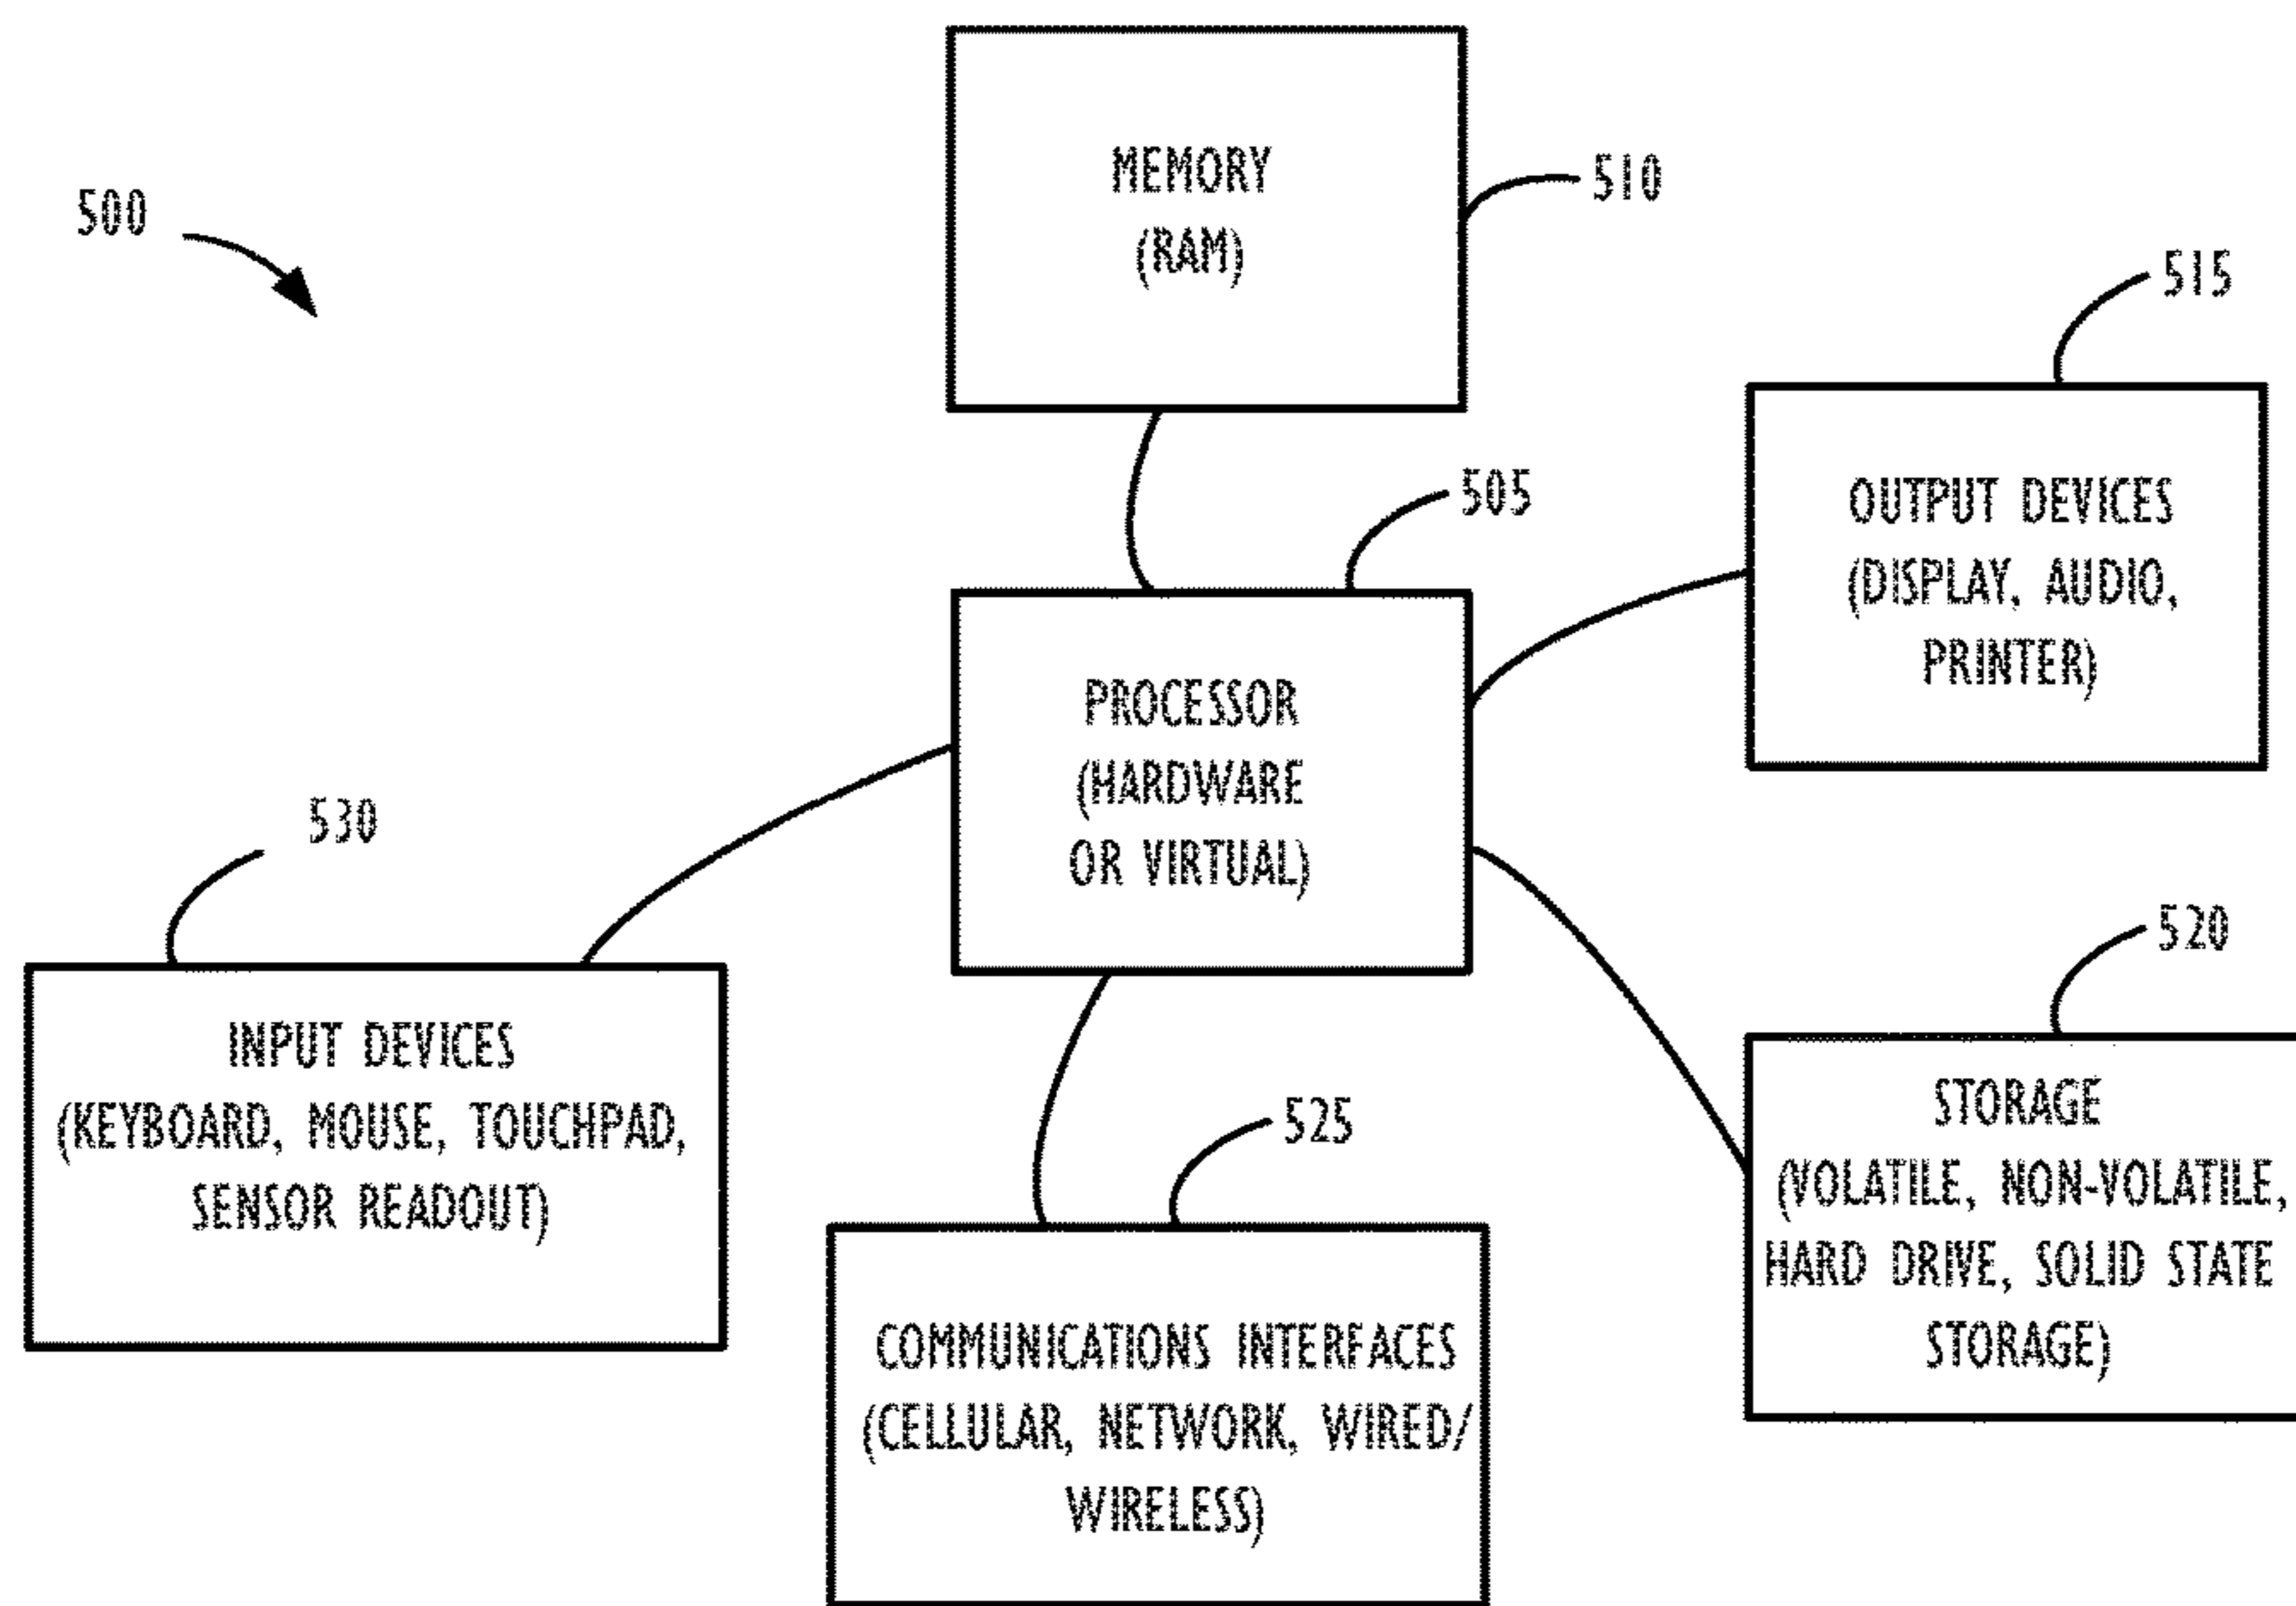 500
MEMORY
(RAM)
510
515
OUTPUT DEVICES
(DISPLAY, AUDIO,
PRINTER)
505
PROCESSOR
(HARDWARE
OR VIRTUAL)
530
INPUT DEVICES
(KEYBOARD, MOUSE, TOUCHPAD,
SENSOR READOUT)
525
COMMUNICATIONS INTERFACES
(CELLULAR, NETWORK, WIRED/
WIRELESS)
520
STORAGE
(VOLATILE, NON-VOLATILE,
HARD DRIVE, SOLID STATE
STORAGE)